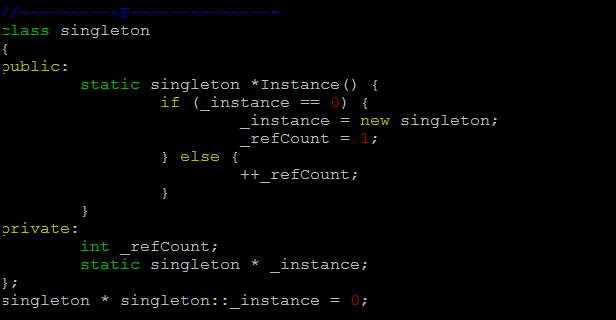 //----------P---------------
class singleton
{
public:
        static singleton *Instance() {
                if (_instance == 0) {
                        _instance = new singleton;
                        _refCount = 1;
                } else {
                        ++_refCount;
                }
        }
private:
        int _refCount;
        static singleton * _instance;
};
singleton * singleton::_instance = 0;